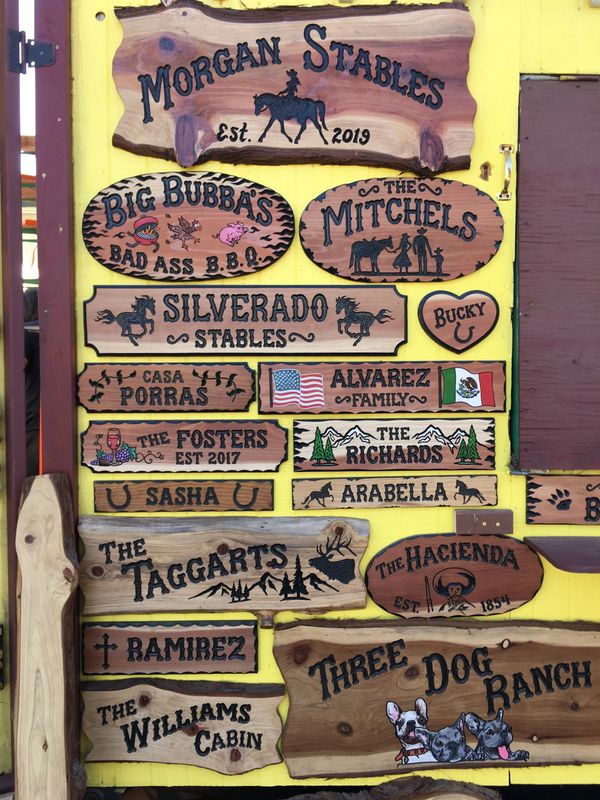 MORGAN STABLES
Est. 2019
BIG BUBBA'S
BAD ASS B.B.Q.
THE
MITCHELS
SILVERADO
STABLES
BUCKY
CASA
PORRAS
ALVAREZ
FAMILY
THE FOSTERS
EST 2017
THE
RICHARDS
SASHA
ARABELLA
B
THE
TAGGARTS
THE HACIENDA
EST. 1854
RAMIREZ
THREE DOG
RANCH
THE
WILLIAMS
CABIN